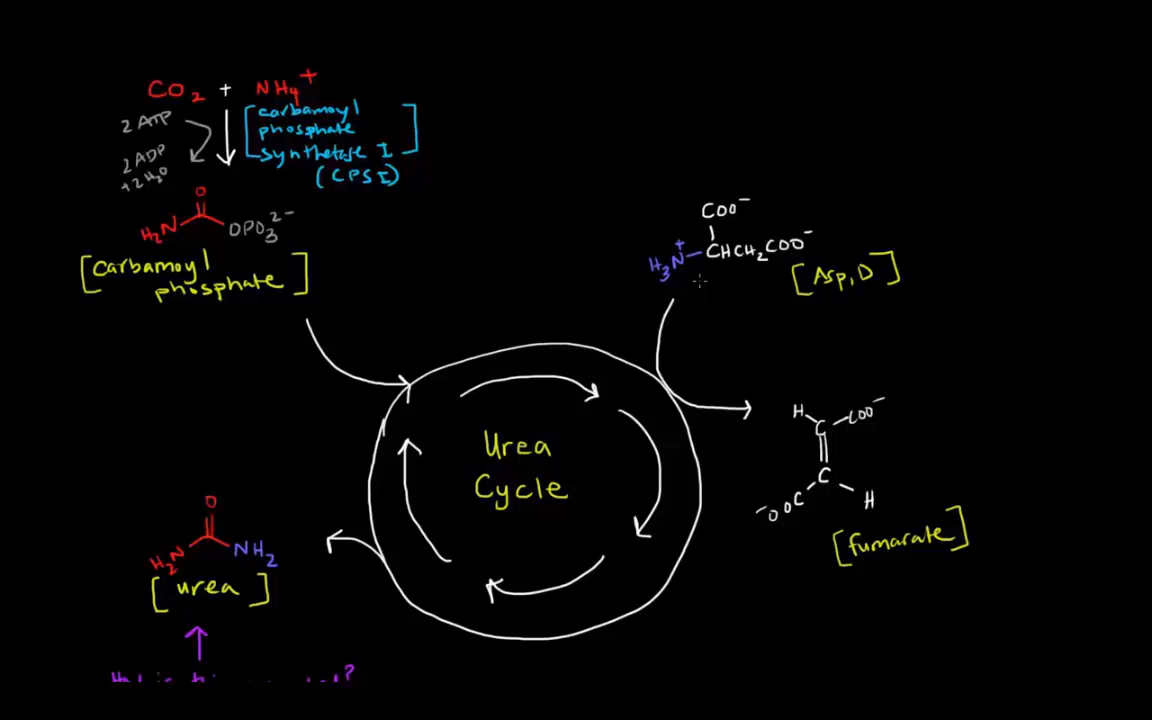 CO2 + NH4+
2 ATP
2 ADP
+2 H2O
[carbamoyl
phosphate
synthetase I]
(CPSI)
O
H2N OPO3 2−
[Carbamoyl
phosphate]
COO−
H3N+ – CHCH2COO−
[Asp, D]
Urea
Cycle
H C COO−
C
−OOC H
[fumarate]
O
H2N NH2
[urea]